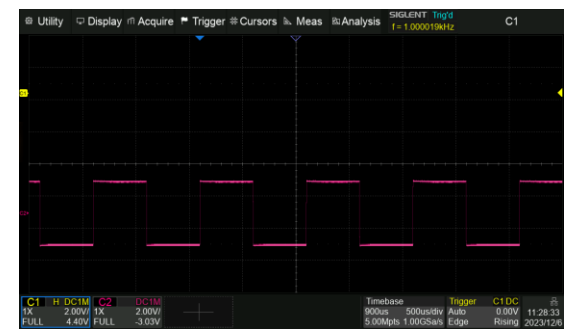 Utility Display Acquire Trigger Cursors Meas Analysis SIGLENT Trig'd C1
f = 1.000019kHz
C1
C2
C1 H DC1M C2 DC1M Timebase Trigger C1 DC
1X 2.00V/ 1X 2.00V/ 900us 500us/div Auto 0.00V 11:28:33
FULL 4.40V FULL -3.03V 5.00Mpts 1.00GSa/s Edge Rising 2023/12/6